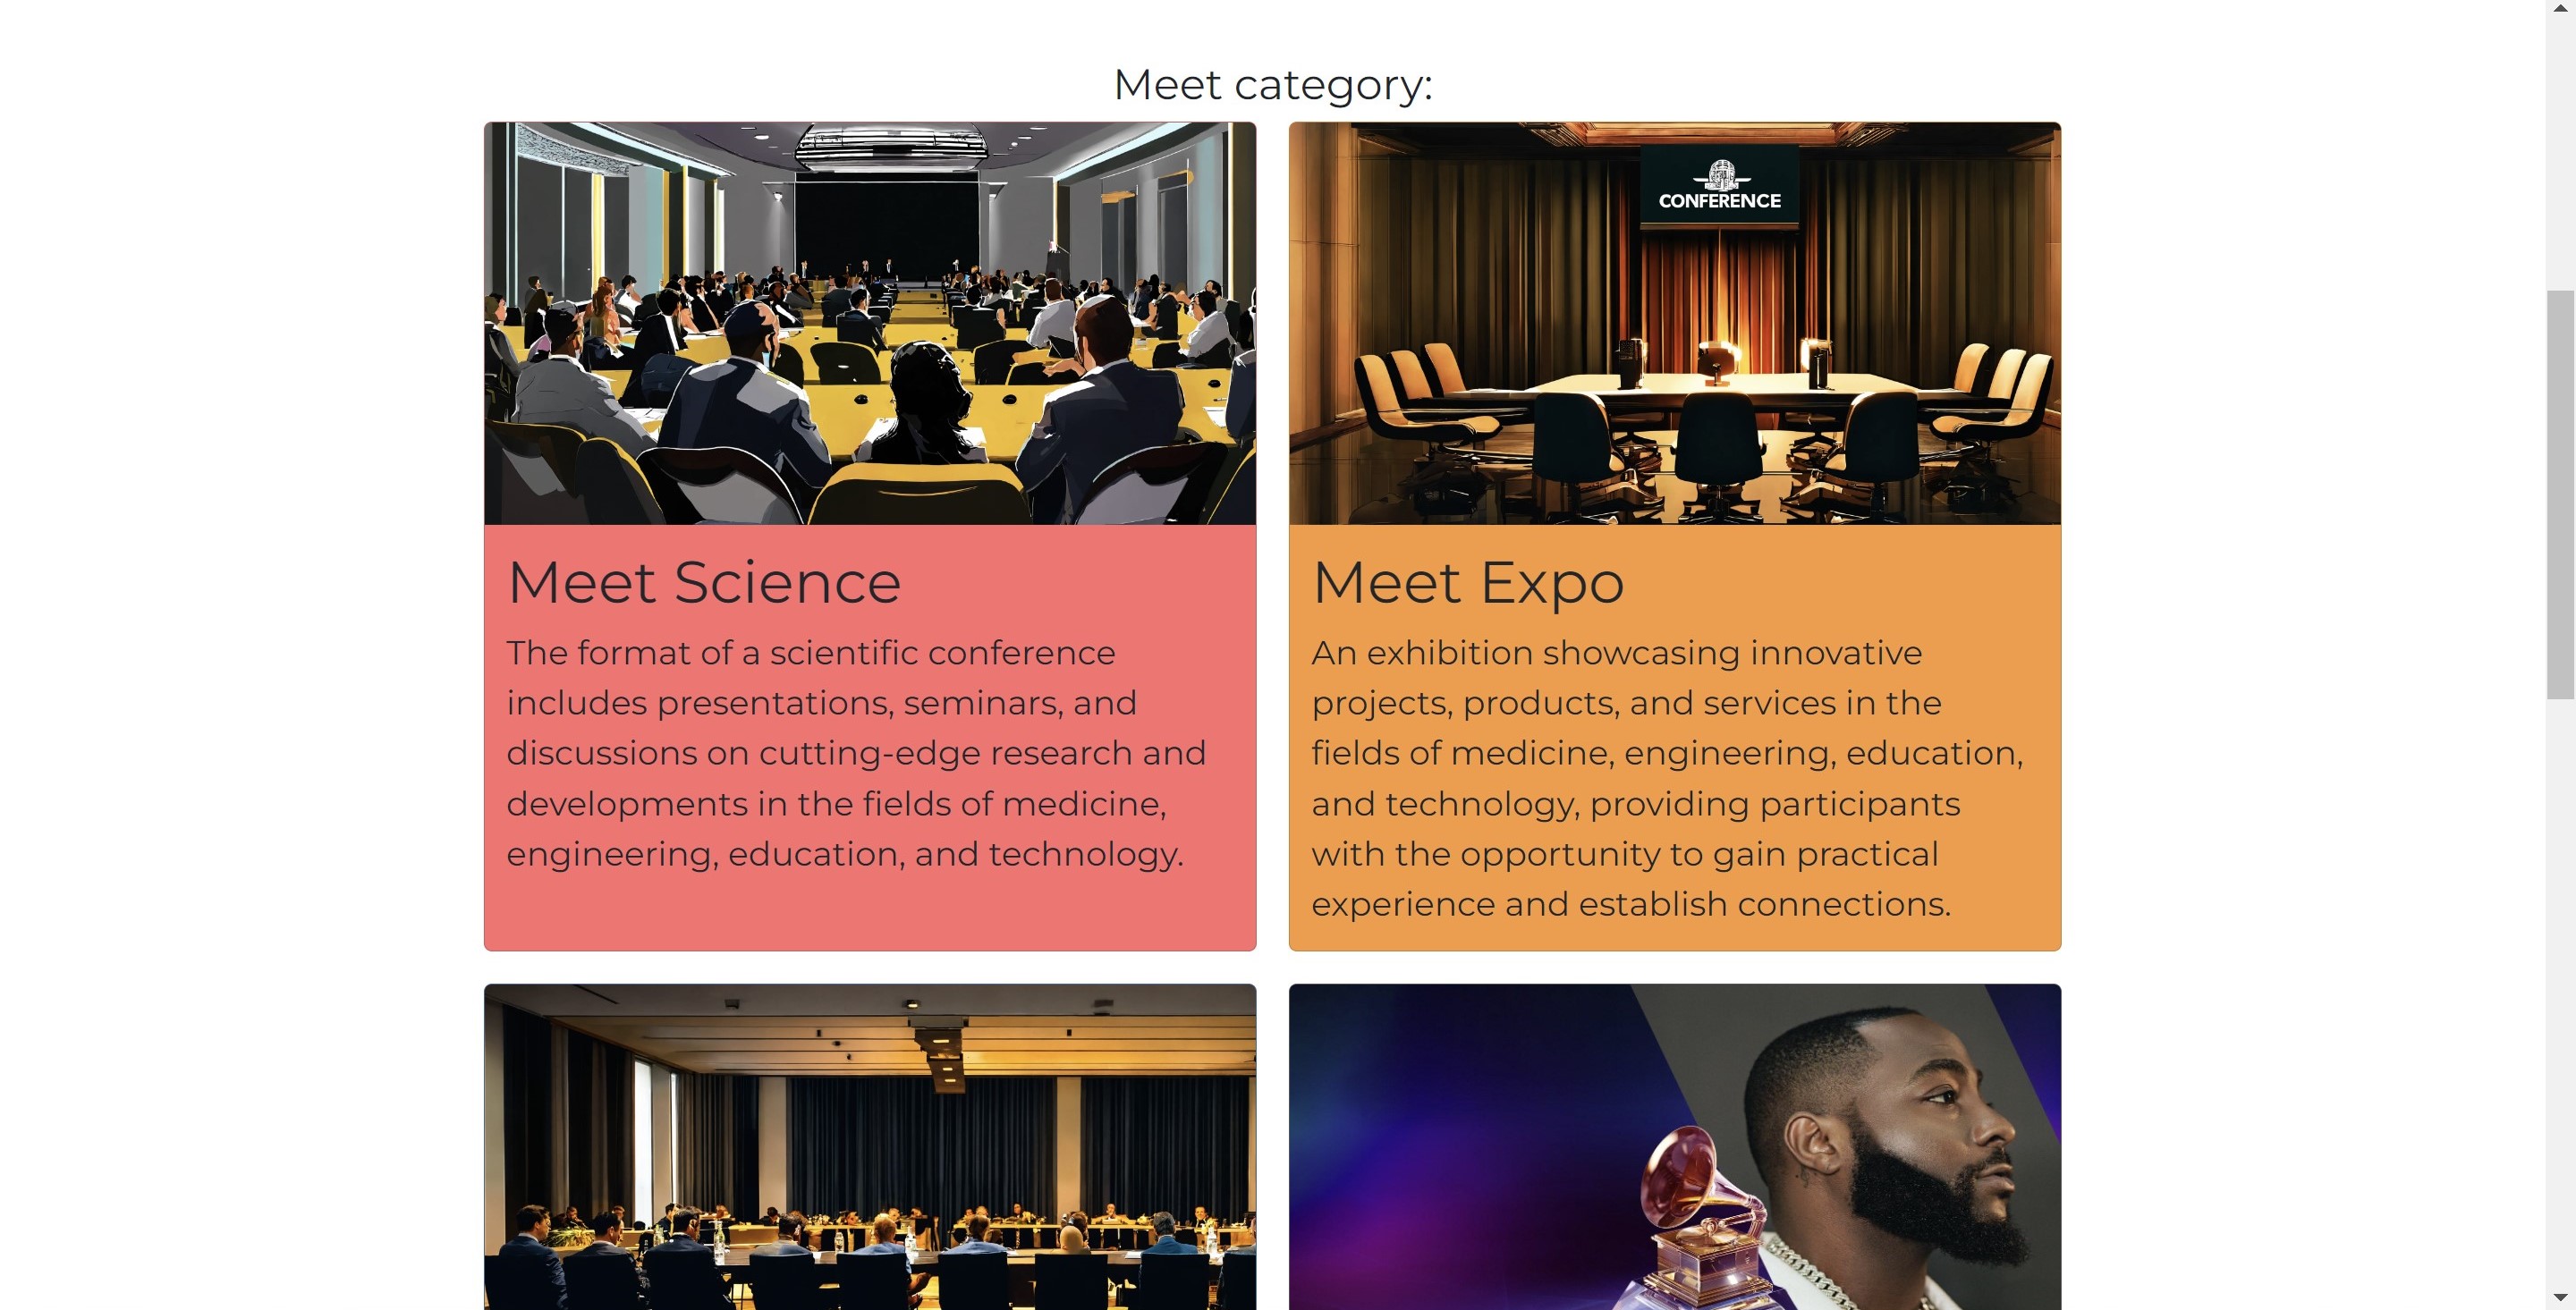 Meet category:
CONFERENCE
Meet Science
The format of a scientific conference
includes presentations, seminars, and
discussions on cutting-edge research and
developments in the fields of medicine,
engineering, education, and technology.
Meet Expo
An exhibition showcasing innovative
projects, products, and services in the
fields of medicine, engineering, education,
and technology, providing participants
with the opportunity to gain practical
experience and establish connections.